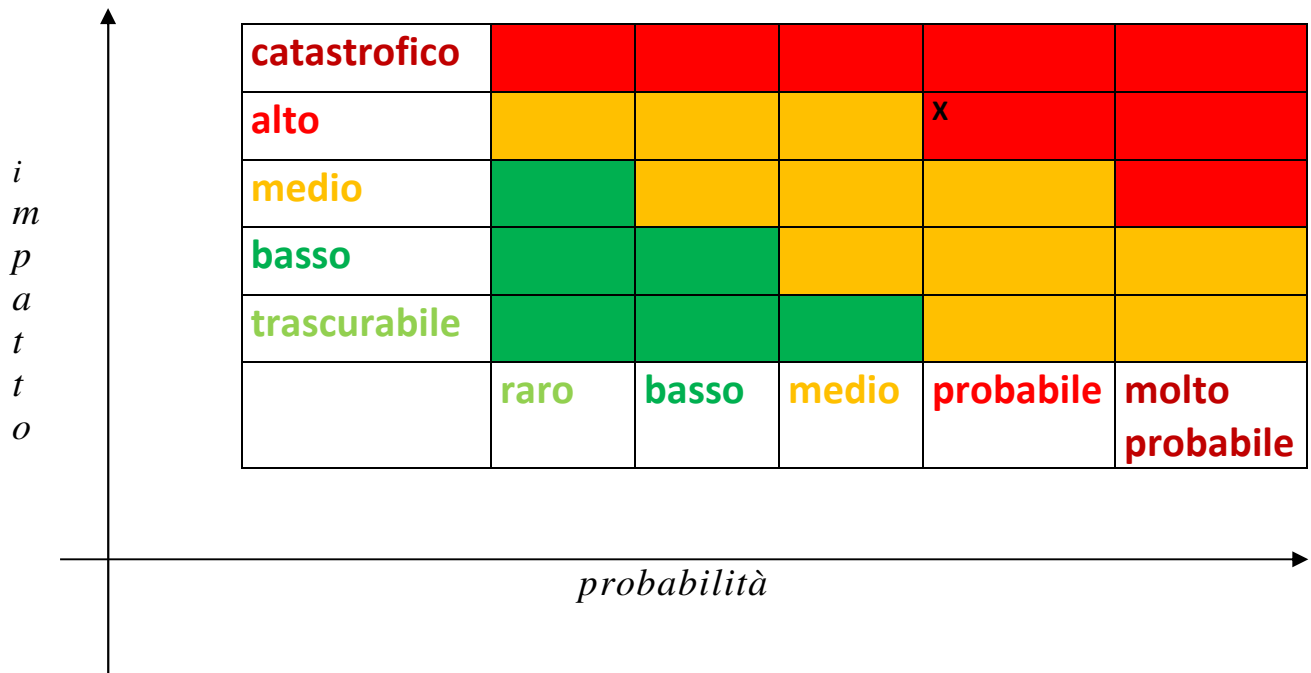 catastrofico
alto x
medio
basso
trascurabile
raro basso medio probabile molto
probabile
i
m
p
a
t
t
o
probabilità